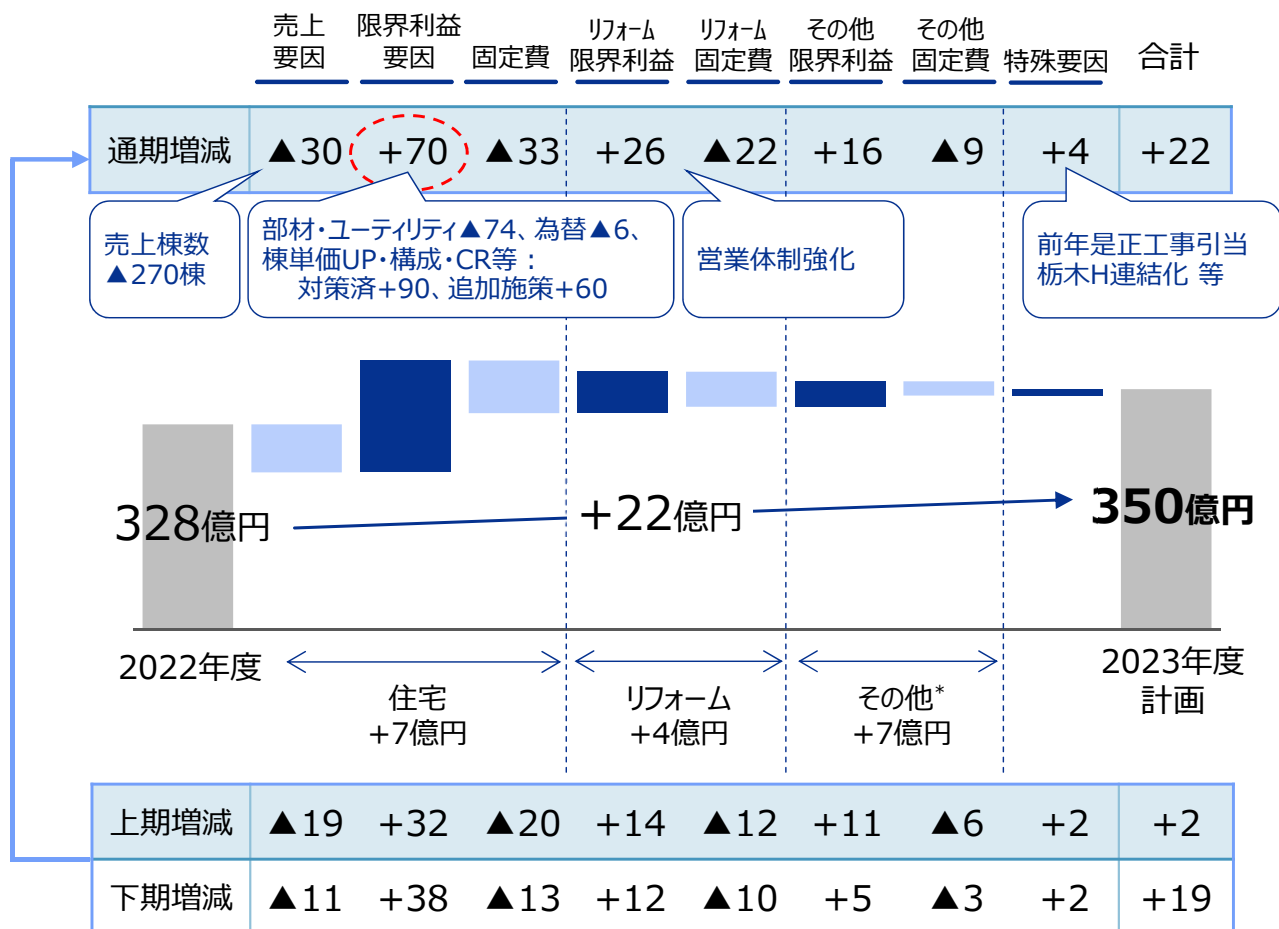 売上
要因
限界利益
要因
固定費
リフォーム
限界利益
リフォーム
固定費
その他
限界利益
その他
固定費
特殊要因
合計
通期増減 ▲30 +70 ▲33 +26 ▲22 +16 ▲9 +4 +22
売上棟数
▲270棟
部材・ユーティリティ▲74、為替▲6、
棟単価UP・構成・CR等：
対策済+90、追加施策+60
営業体制強化
前年是正工事引当
栃木H連結化 等
328億円
+22億円
350億円
2022年度
住宅
+7億円
リフォーム
+4億円
その他*
+7億円
2023年度
計画
上期増減 ▲19 +32 ▲20 +14 ▲12 +11 ▲6 +2 +2
下期増減 ▲11 +38 ▲13 +12 ▲10 +5 ▲3 +2 +19